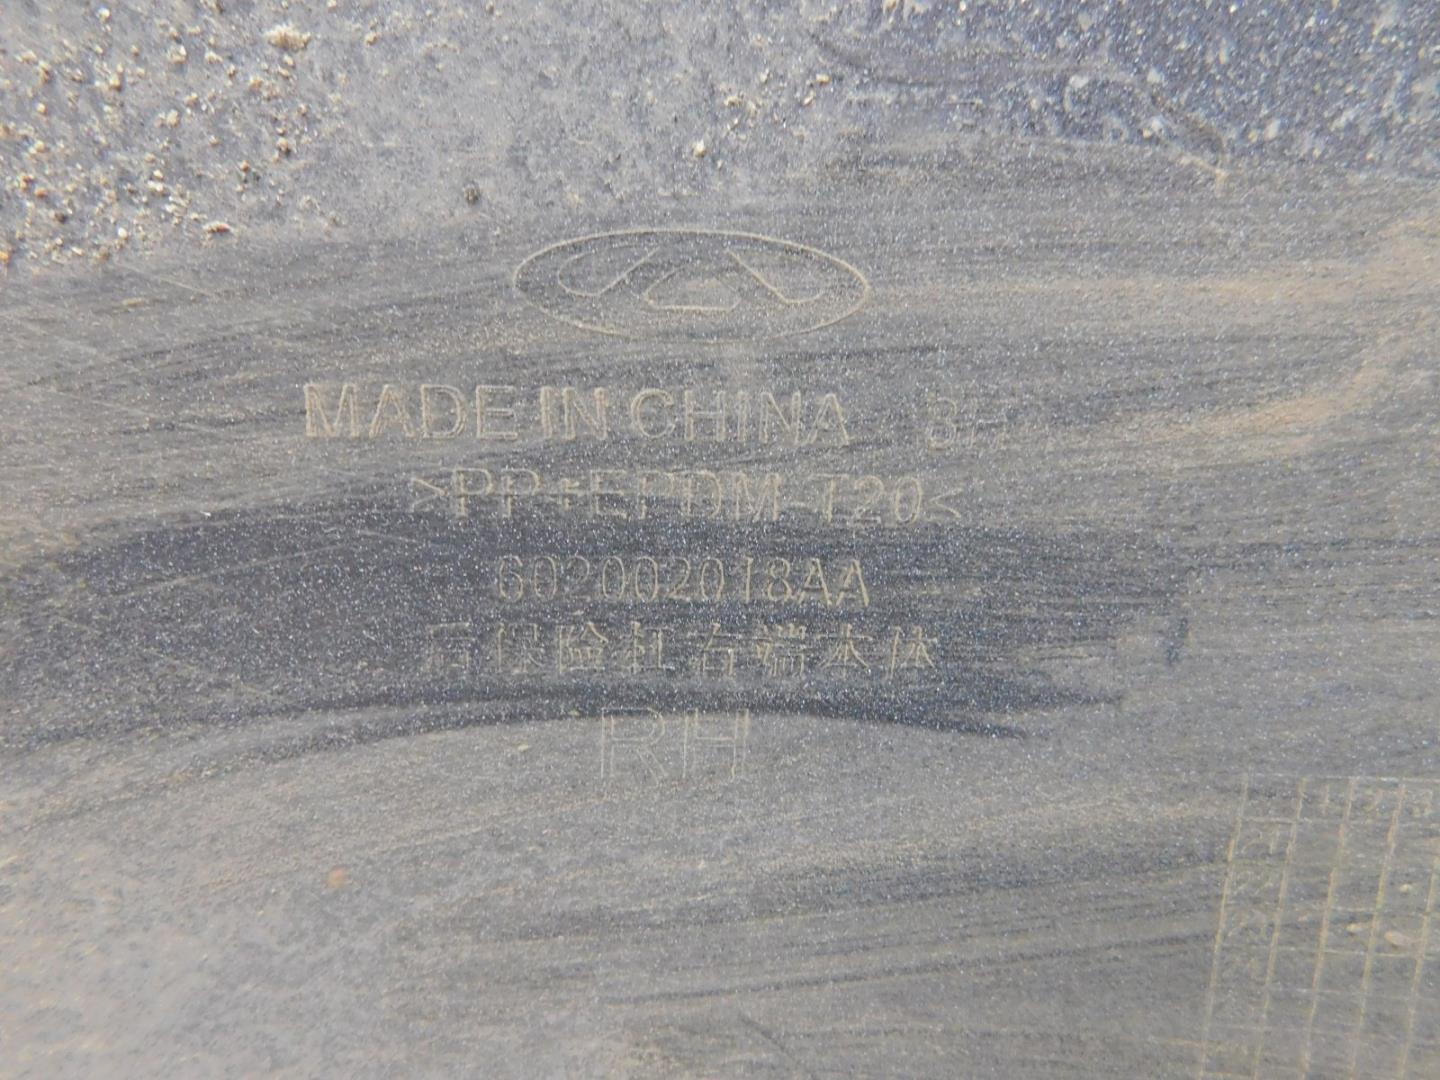 MADE IN CHINA
>PP+EPDM-T20<
602002018AA
后保险杠右端本体
RH